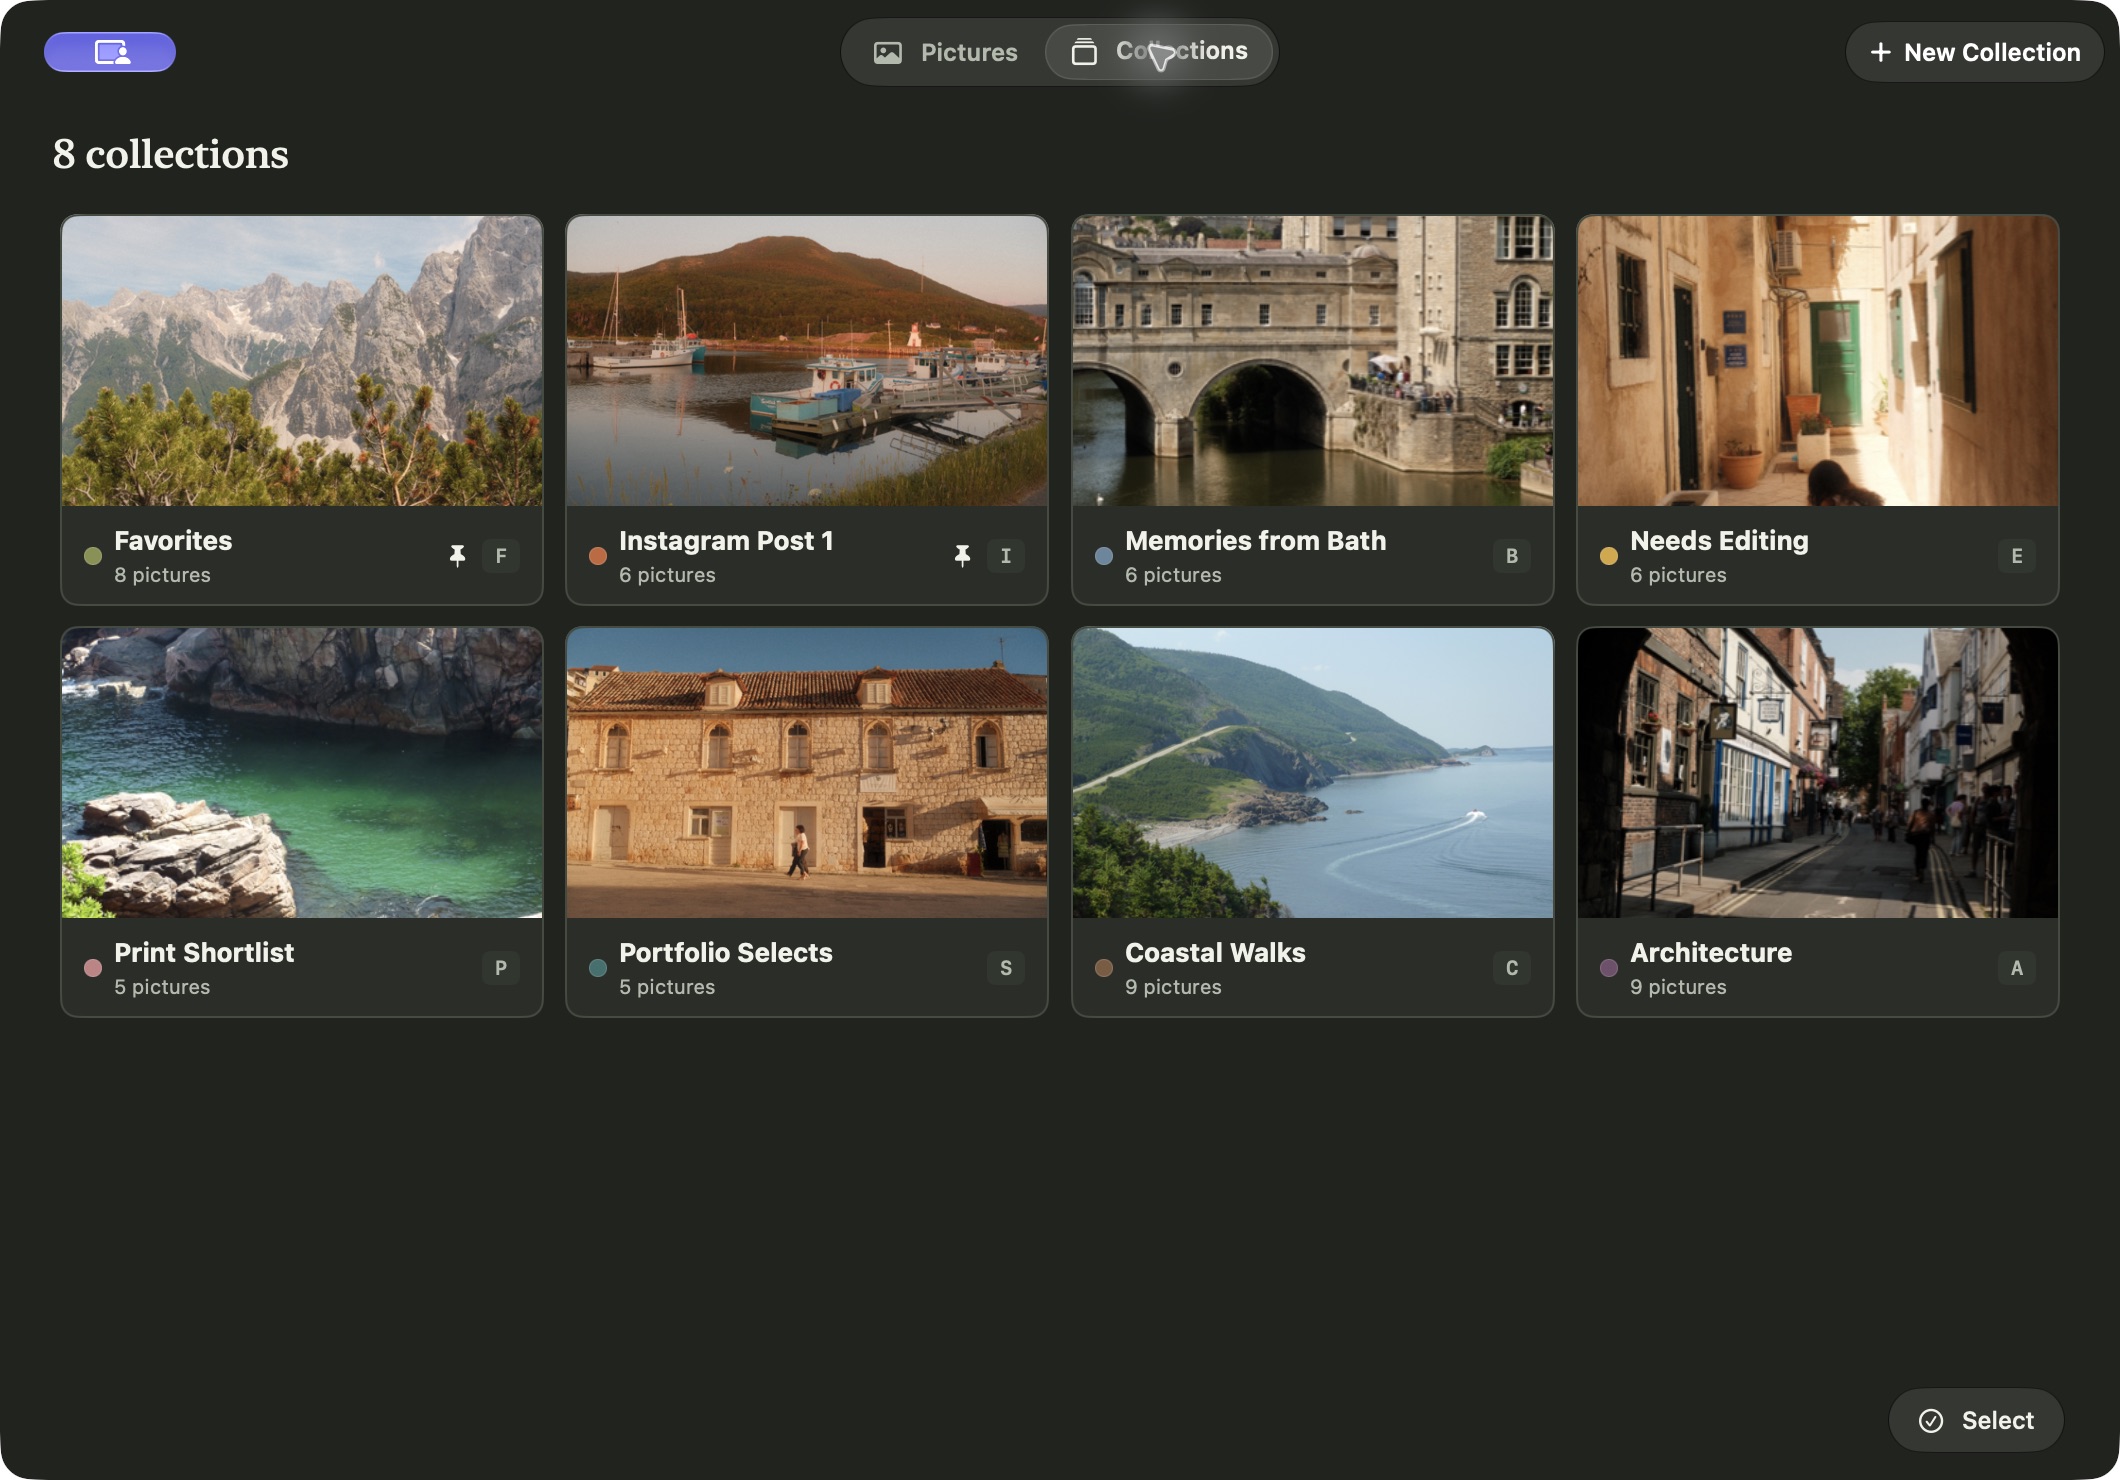 Pictures
Collections
New Collection
8 collections
Favorites
8 pictures
F
Instagram Post 1
6 pictures
I
Memories from Bath
6 pictures
B
Needs Editing
6 pictures
E
Print Shortlist
5 pictures
P
Portfolio Selects
5 pictures
S
Coastal Walks
9 pictures
C
Architecture
9 pictures
A
Select